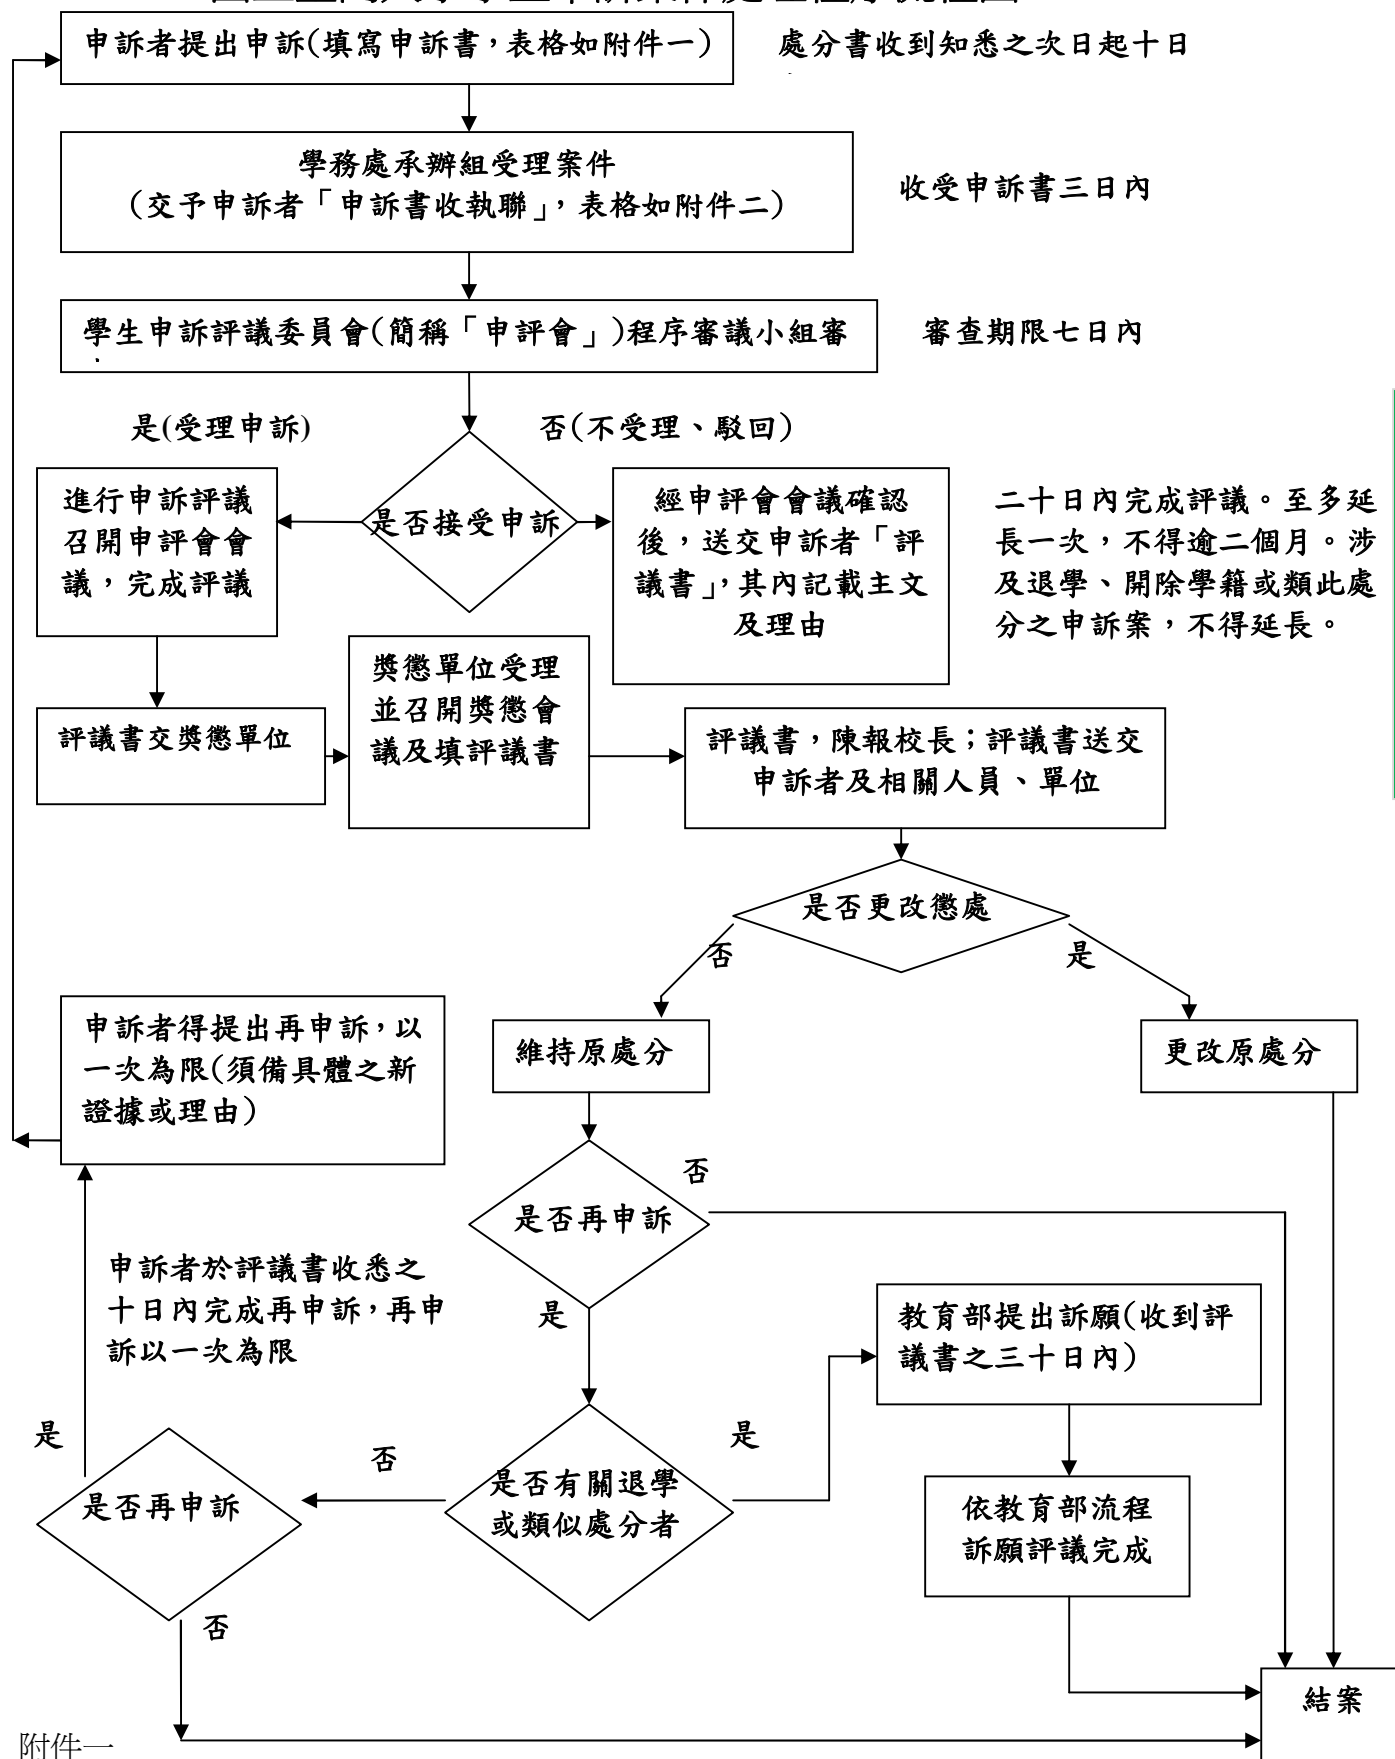 申訴者提出申訴(填寫申訴書，表格如附件一)
處分書收到知悉之次日起十日
學務處承辦組受理案件
(交予申訴者「申訴書收執聯」，表格如附件二)
收受申訴書三日內
學生申訴評議委員會(簡稱「申評會」)程序審議小組審
審查期限七日內
是(受理申訴)
否(不受理、駁回)
是否接受申訴
進行申訴評議
召開申評會會
議，完成評議
經申評會會議確認
後，送交申訴者「評
議書」，其內記載主文
及理由
二十日內完成評議。至多延
長一次，不得逾二個月。涉
及退學、開除學籍或類此處
分之申訴案，不得延長。
評議書交獎懲單位
獎懲單位受理
並召開獎懲會
議及填評議書
評議書，陳報校長；評議書送交
申訴者及相關人員、單位
是否更改懲處
否
是
維持原處分
更改原處分
申訴者得提出再申訴，以
一次為限(須備具體之新
證據或理由)
是否再申訴
否
是
申訴者於評議書收悉之
十日內完成再申訴，再申
訴以一次為限
教育部提出訴願(收到評
議書之三十日內)
是否有關退學
或類似處分者
是
否
是
是否再申訴
否
依教育部流程
訴願評議完成
結案
附件一